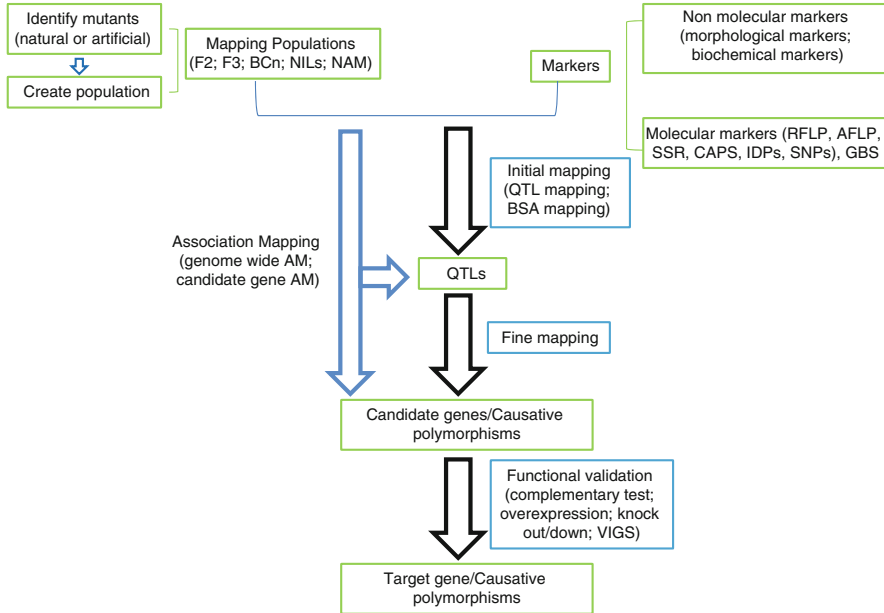 Identify mutants
(natural or artificial)
Create population
Mapping Populations
(F2; F3; BCn; NILs; NAM)
Markers
Non molecular markers
(morphological markers;
biochemical markers)
Molecular markers (RFLP, AFLP,
SSR, CAPS, IDPs, SNPs), GBS
Initial mapping
(QTL mapping;
BSA mapping)
Association Mapping
(genome wide AM;
candidate gene AM)
QTLs
Fine mapping
Candidate genes/Causative
polymorphisms
Functional validation
(complementary test;
overexpression; knock
out/down; VIGS)
Target gene/Causative
polymorphisms